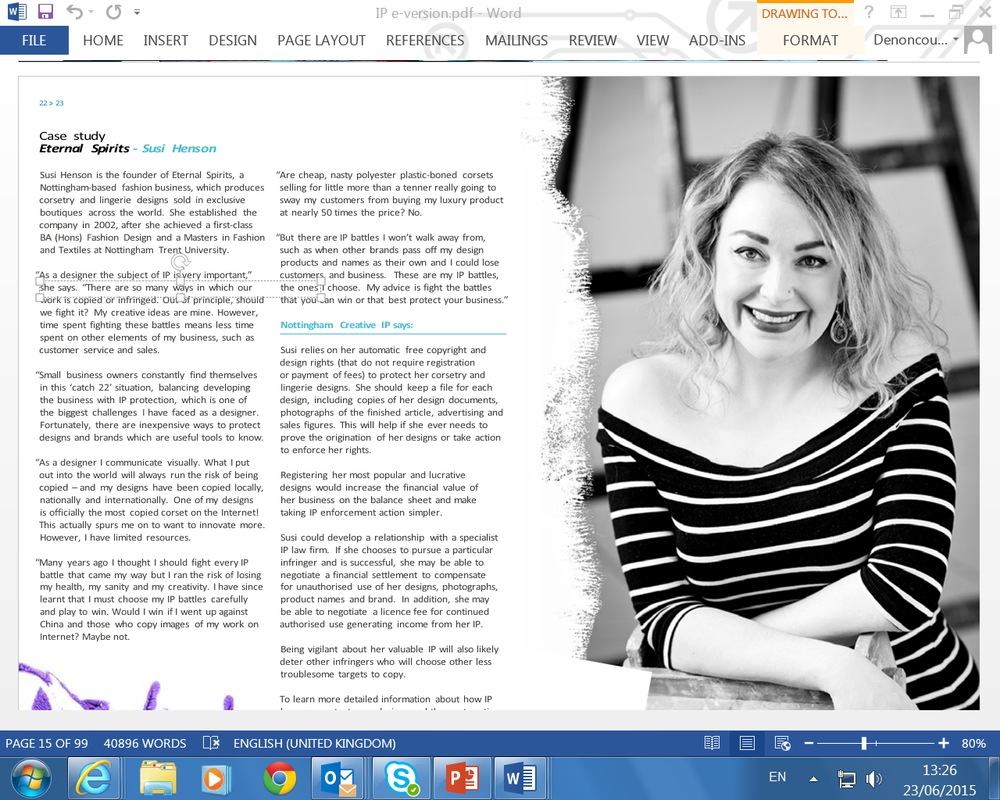 IP e-version.pdf - Word
DRAWING TO...
FILE
HOME
INSERT
DESIGN
PAGE LAYOUT
REFERENCES
MAILINGS
REVIEW
VIEW
ADD-INS
FORMAT
Denoncou...
22 > 23
Case study
Eternal Spirits - Susi Henson
Susi Henson is the founder of Eternal Spirits, a
Nottingham-based fashion business, which produces
corsetry and lingerie designs sold in exclusive
boutiques across the world. She established the
company in 2002, after she achieved a first-class
BA (Hons) Fashion Design and a Masters in Fashion
and Textiles at Nottingham Trent University.
“As a designer the subject of IP is very important,”
she says. “There are so many ways in which our
work is copied or infringed. Out of principle, should
we fight it? My creative ideas are mine. However,
time spent fighting these battles means less time
spent on other elements of my business, such as
customer service and sales.
“Small business owners constantly find themselves
in this ‘catch 22’ situation, balancing developing
the business with IP protection, which is one of
the biggest challenges I have faced as a designer.
Fortunately, there are inexpensive ways to protect
designs and brands which are useful tools to know.
“As a designer I communicate visually. What I put
out into the world will always run the risk of being
copied – and my designs have been copied locally,
nationally and internationally. One of my designs
is officially the most copied corset on the Internet!
This actually spurs me on to want to innovate more.
However, I have limited resources.
“Many years ago I thought I should fight every IP
battle that came my way but I ran the risk of losing
my health, my sanity and my creativity. I have since
learnt that I must choose my IP battles carefully
and play to win. Would I win if I went up against
China and those who copy images of my work on
Internet? Maybe not.
“Are cheap, nasty polyester plastic-boned corsets
selling for little more than a tenner really going to
sway my customers from buying my luxury product
at nearly 50 times the price? No.
“But there are IP battles I won’t walk away from,
such as when other brands pass off my design
products and names as their own and I could lose
customers and business. These are my IP battles,
the ones I choose. My advice is fight the battles
that you can win or that best protect your business.”
Nottingham Creative IP says:
Susi relies on her automatic free copyright and
design rights (that do not require registration
or payment of fees) to protect her corsetry and
lingerie designs. She should keep a file for each
design, including copies of her design documents,
photographs of the finished article, advertising and
sales figures. This will help if she ever needs to
prove the origination of her designs or take action
to enforce her rights.
Registering her most popular and lucrative
designs would increase the financial value of
her business on the balance sheet and make
taking IP enforcement action simpler.
Susi could develop a relationship with a specialist
IP law firm. If she chooses to pursue a particular
infringer and is successful, she may be able to
negotiate a financial settlement to compensate
for unauthorised use of her designs, photographs,
product names and brand. In addition, she may
be able to negotiate a licence fee for continued
authorised use generating income from her IP.
Being vigilant about her valuable IP will also likely
deter other infringers who will choose other less
troublesome targets to copy.
To learn more detailed information about how IP
PAGE 15 OF 99
40896 WORDS
ENGLISH (UNITED KINGDOM)
80%
EN
13:26
23/06/2015